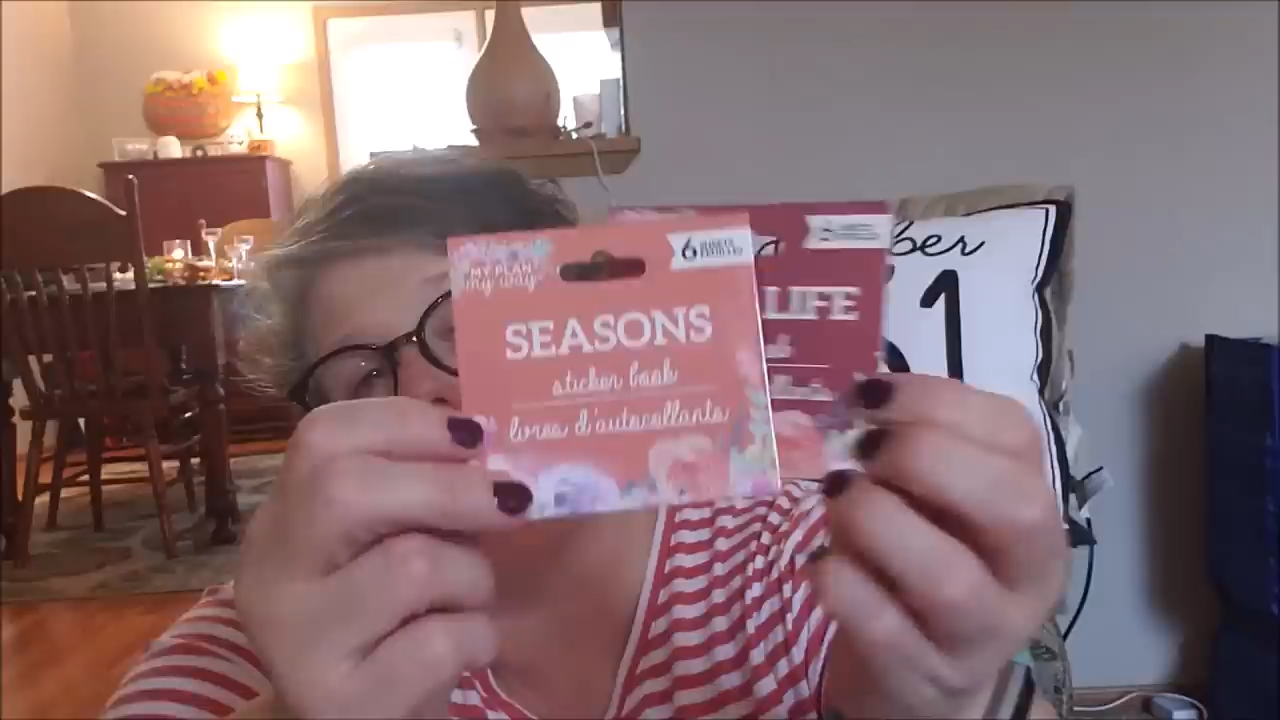 MY PLAN
my way
6
SEASONS
sticker book
livres d'autocollants
LIFE
ber
1